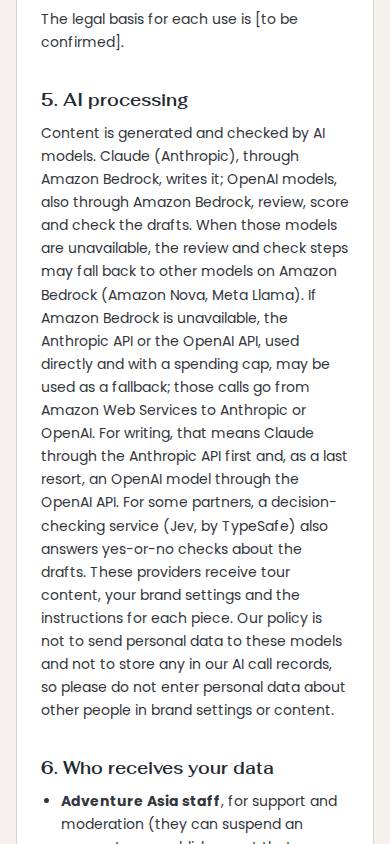 The legal basis for each use is [to be
confirmed].
5. AI processing
Content is generated and checked by AI
models. Claude (Anthropic), through
Amazon Bedrock, writes it; OpenAI models,
also through Amazon Bedrock, review, score
and check the drafts. When those models
are unavailable, the review and check steps
may fall back to other models on Amazon
Bedrock (Amazon Nova, Meta Llama). If
Amazon Bedrock is unavailable, the
Anthropic API or the OpenAI API, used
directly and with a spending cap, may be
used as a fallback; those calls go from
Amazon Web Services to Anthropic or
OpenAI. For writing, that means Claude
through the Anthropic API first and, as a last
resort, an OpenAI model through the
OpenAI API. For some partners, a decision-
checking service (Jev, by TypeSafe) also
answers yes-or-no checks about the
drafts. These providers receive tour
content, your brand settings and the
instructions for each piece. Our policy is
not to send personal data to these models
and not to store any in our AI call records,
so please do not enter personal data about
other people in brand settings or content.
6. Who receives your data
• Adventure Asia staff, for support and
moderation (they can suspend an